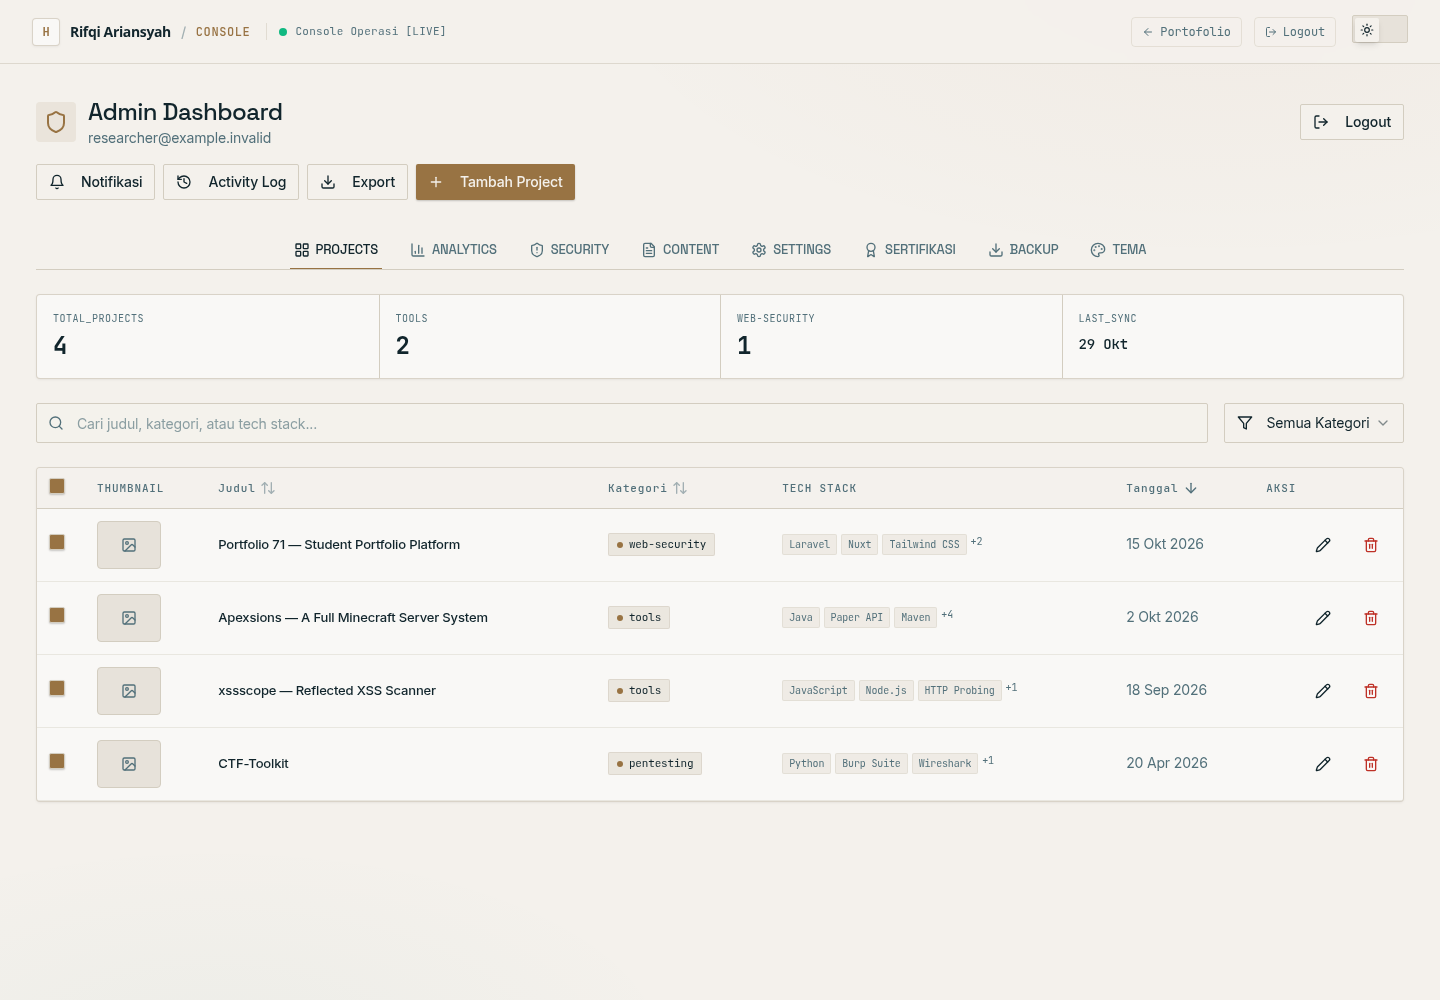 H Rifqi Ariansyah / CONSOLE Console Operasi [LIVE] Portofolio Logout
Admin Dashboard
researcher@example.invalid
Logout
Notifikasi Activity Log Export Tambah Project
PROJECTS ANALYTICS SECURITY CONTENT SETTINGS SERTIFIKASI BACKUP TEMA
TOTAL_PROJECTS TOOLS WEB-SECURITY LAST_SYNC
4 2 1 29 Okt
Cari judul, kategori, atau tech stack... Semua Kategori
THUMBNAIL Judul Kategori TECH STACK Tanggal AKSI
Portfolio 71 — Student Portfolio Platform web-security Laravel Nuxt Tailwind CSS +2 15 Okt 2026
Apexsions — A Full Minecraft Server System tools Java Paper API Maven +4 2 Okt 2026
xssscope — Reflected XSS Scanner tools JavaScript Node.js HTTP Probing +1 18 Sep 2026
CTF-Toolkit pentesting Python Burp Suite Wireshark +1 20 Apr 2026